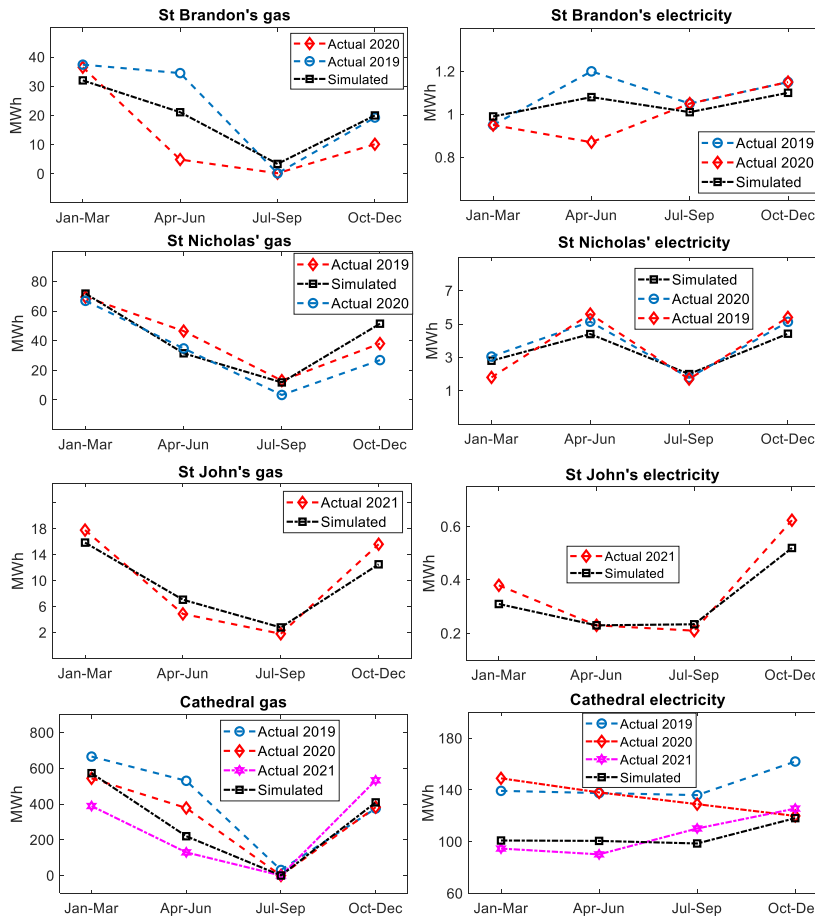 St Brandon's gas
40
30
20
10
0
MWh
Actual 2020
Actual 2019
Simulated
Jan-Mar Apr-Jun Jul-Sep Oct-Dec
St Brandon's electricity
1.2
1
0.8
MWh
Actual 2019
Actual 2020
Simulated
Jan-Mar Apr-Jun Jul-Sep Oct-Dec
St Nicholas' gas
80
60
40
20
0
MWh
Actual 2019
Simulated
Actual 2020
Jan-Mar Apr-Jun Jul-Sep Oct-Dec
St Nicholas' electricity
7
5
3
1
MWh
Simulated
Actual 2020
Actual 2019
Jan-Mar Apr-Jun Jul-Sep Oct-Dec
St John's gas
18
14
10
6
2
MWh
Actual 2021
Simulated
Jan-Mar Apr-Jun Jul-Sep Oct-Dec
St John's electricity
0.6
0.4
0.2
MWh
Actual 2021
Simulated
Jan-Mar Apr-Jun Jul-Sep Oct-Dec
Cathedral gas
800
600
400
200
0
MWh
Actual 2019
Actual 2020
Actual 2021
Simulated
Jan-Mar Apr-Jun Jul-Sep Oct-Dec
Cathedral electricity
180
140
100
60
MWh
Actual 2019
Actual 2020
Actual 2021
Simulated
Jan-Mar Apr-Jun Jul-Sep Oct-Dec